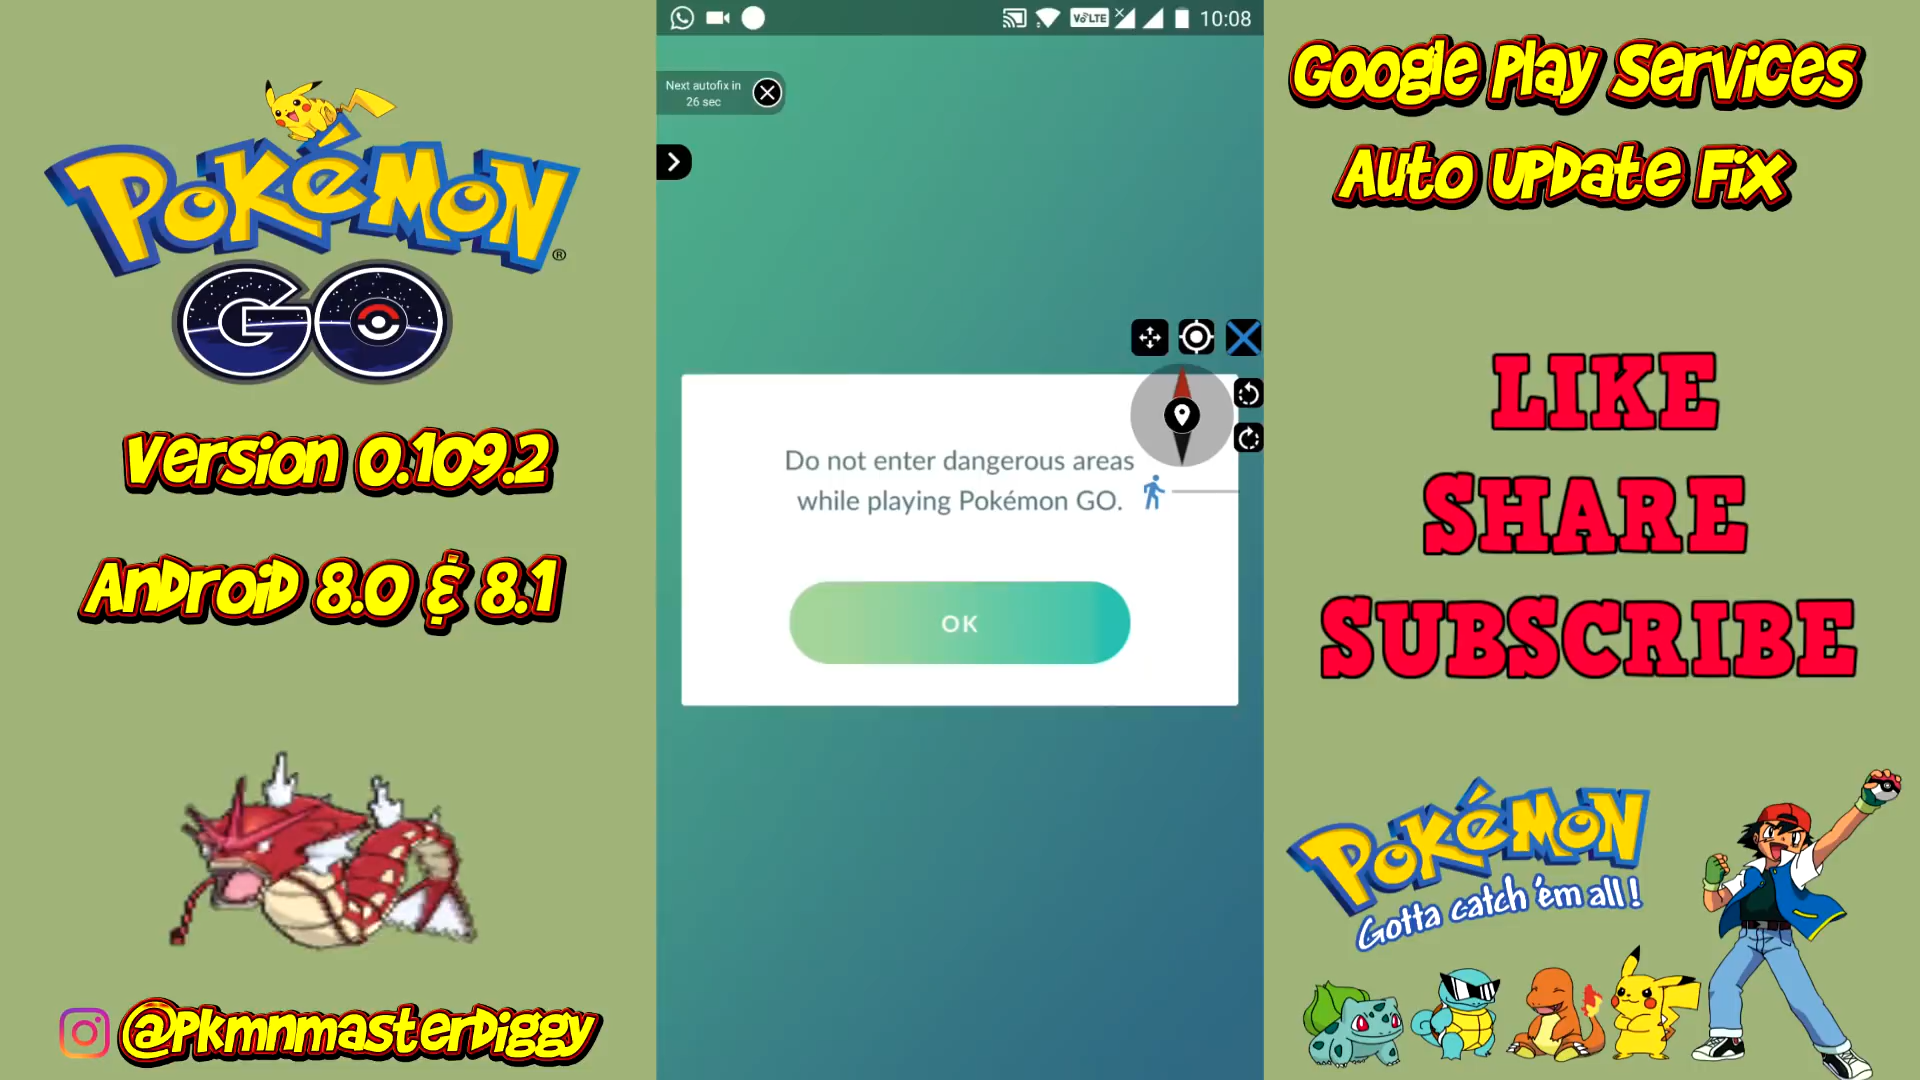 POKÉMON
GO
Version 0.109.2
Android 8.0 & 8.1
@PkmnmasterDiggy
VoLTE
10:08
Next autofix in
26 sec
Do not enter dangerous areas
while playing Pokémon GO.
OK
Google Play Services
Auto Update Fix
LIKE
SHARE
SUBSCRIBE
POKÉMON
Gotta catch 'em all!